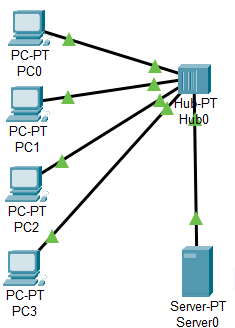 PC-PT
PC0
Hub-PT
Hub0
PC-PT
PC1
PC-PT
PC2
PC-PT
PC3
Server-PT
Server0